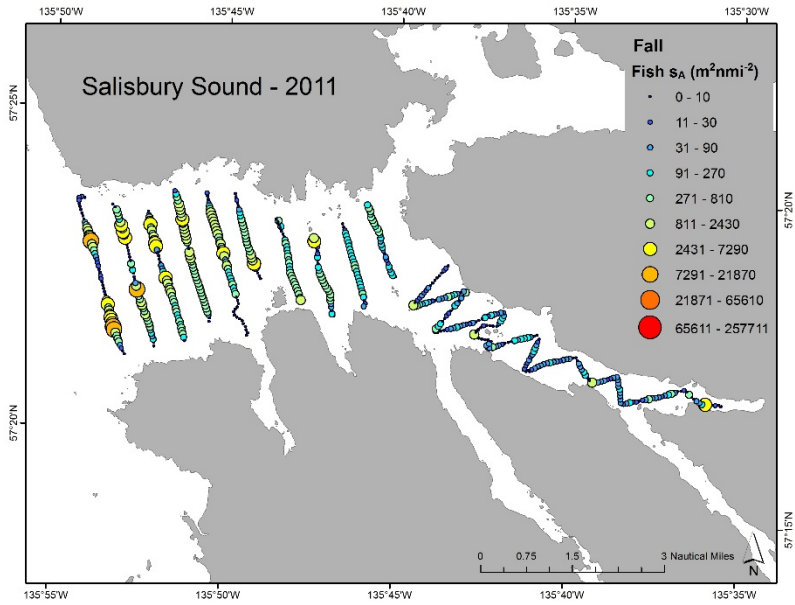 135°50'W 135°45'W 135°40'W 135°35'W 135°30'W
Fall
Fish sA (m²nmi⁻²)
Salisbury Sound - 2011
0 - 10
57°25'N
11 - 30
31 - 90
91 - 270
271 - 810
57°20'N
811 - 2430
2431 - 7290
7291 - 21870
21871 - 65610
65611 - 257711
57°20'N
57°15'N
0 0.75 1.5 3 Nautical Miles
N
135°55'W 135°50'W 135°45'W 135°40'W 135°35'W